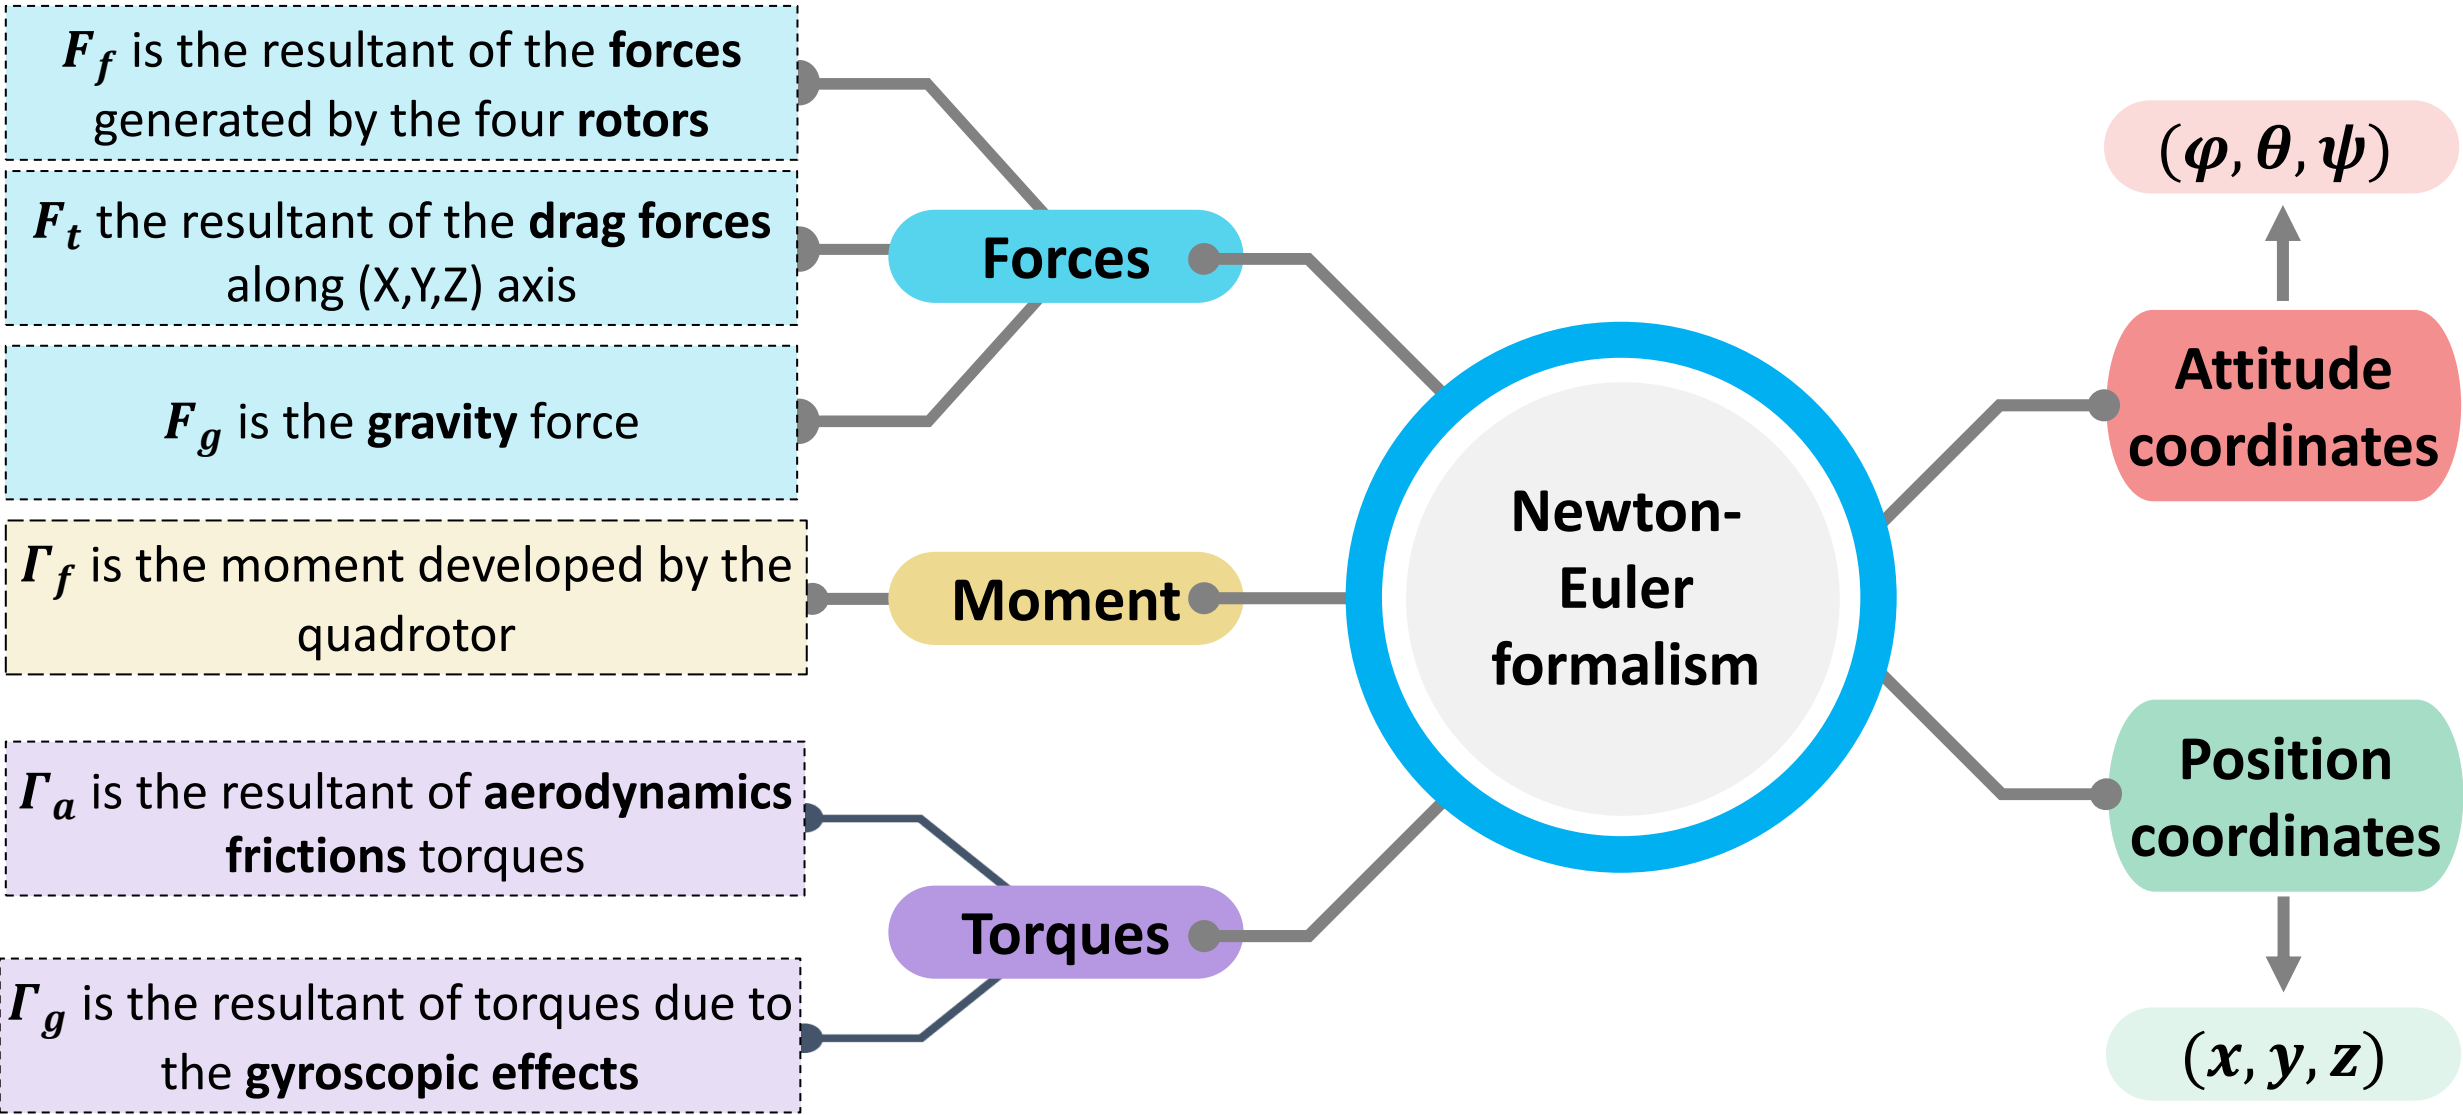 F_f is the resultant of the forces
generated by the four rotors
F_t the resultant of the drag forces
along (X,Y,Z) axis
F_g is the gravity force
Γ_f is the moment developed by the
quadrotor
Γ_a is the resultant of aerodynamics
frictions torques
Γ_g is the resultant of torques due to
the gyroscopic effects
Forces
Moment
Torques
Newton-
Euler
formalism
(φ, θ, ψ)
Attitude
coordinates
Position
coordinates
(x, y, z)